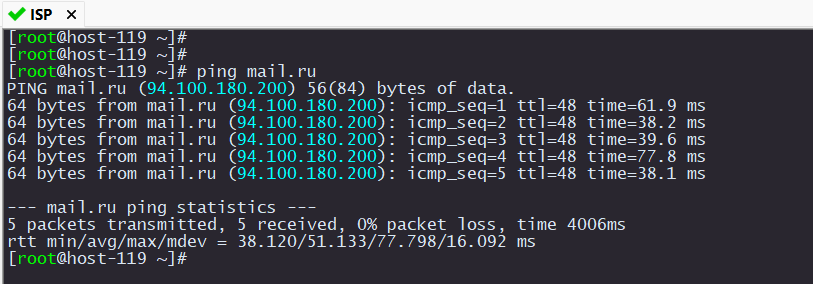 ISP
[root@host-119 ~]#
[root@host-119 ~]#
[root@host-119 ~]# ping mail.ru
PING mail.ru (94.100.180.200) 56(84) bytes of data.
64 bytes from mail.ru (94.100.180.200): icmp_seq=1 ttl=48 time=61.9 ms
64 bytes from mail.ru (94.100.180.200): icmp_seq=2 ttl=48 time=38.2 ms
64 bytes from mail.ru (94.100.180.200): icmp_seq=3 ttl=48 time=39.6 ms
64 bytes from mail.ru (94.100.180.200): icmp_seq=4 ttl=48 time=77.8 ms
64 bytes from mail.ru (94.100.180.200): icmp_seq=5 ttl=48 time=38.1 ms
--- mail.ru ping statistics ---
5 packets transmitted, 5 received, 0% packet loss, time 4006ms
rtt min/avg/max/mdev = 38.120/51.133/77.798/16.092 ms
[root@host-119 ~]#